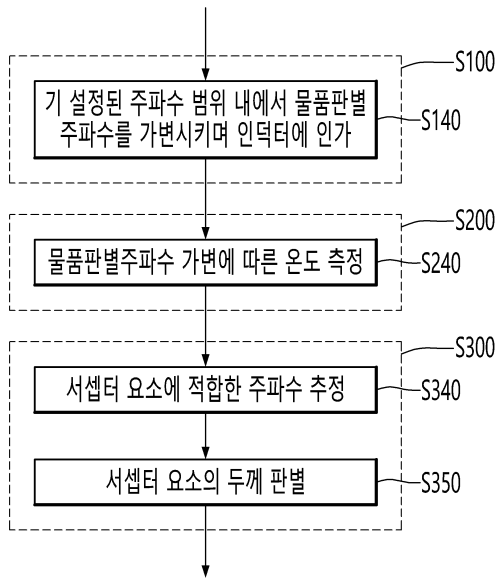 S100
기 설정된 주파수 범위 내에서 물품판별
주파수를 가변시키며 인덕터에 인가
S140
S200
물품판별주파수 가변에 따른 온도 측정
S240
S300
서셉터 요소에 적합한 주파수 추정
S340
서셉터 요소의 두께 판별
S350